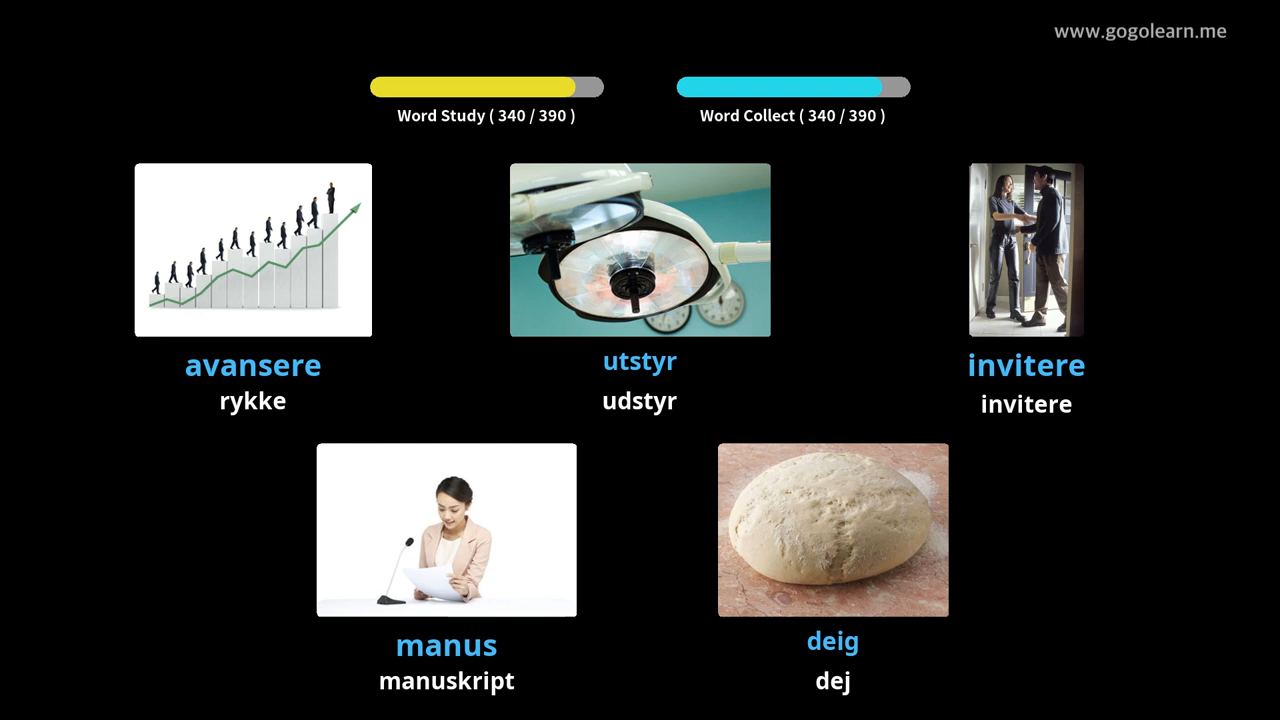 www.gogolearn.me
Word Study ( 340 / 390 )
Word Collect ( 340 / 390 )
avansere
rykke
utstyr
udstyr
invitere
invitere
manus
manuskript
deig
dej